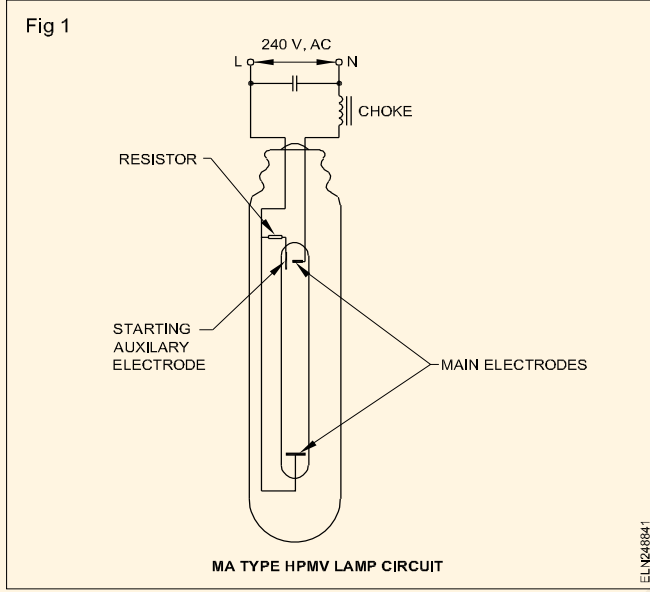 Fig 1
240 V, AC
L
N
CHOKE
RESISTOR
STARTING
AUXILARY
ELECTRODE
MAIN ELECTRODES
MA TYPE HPMV LAMP CIRCUIT
ELN248841